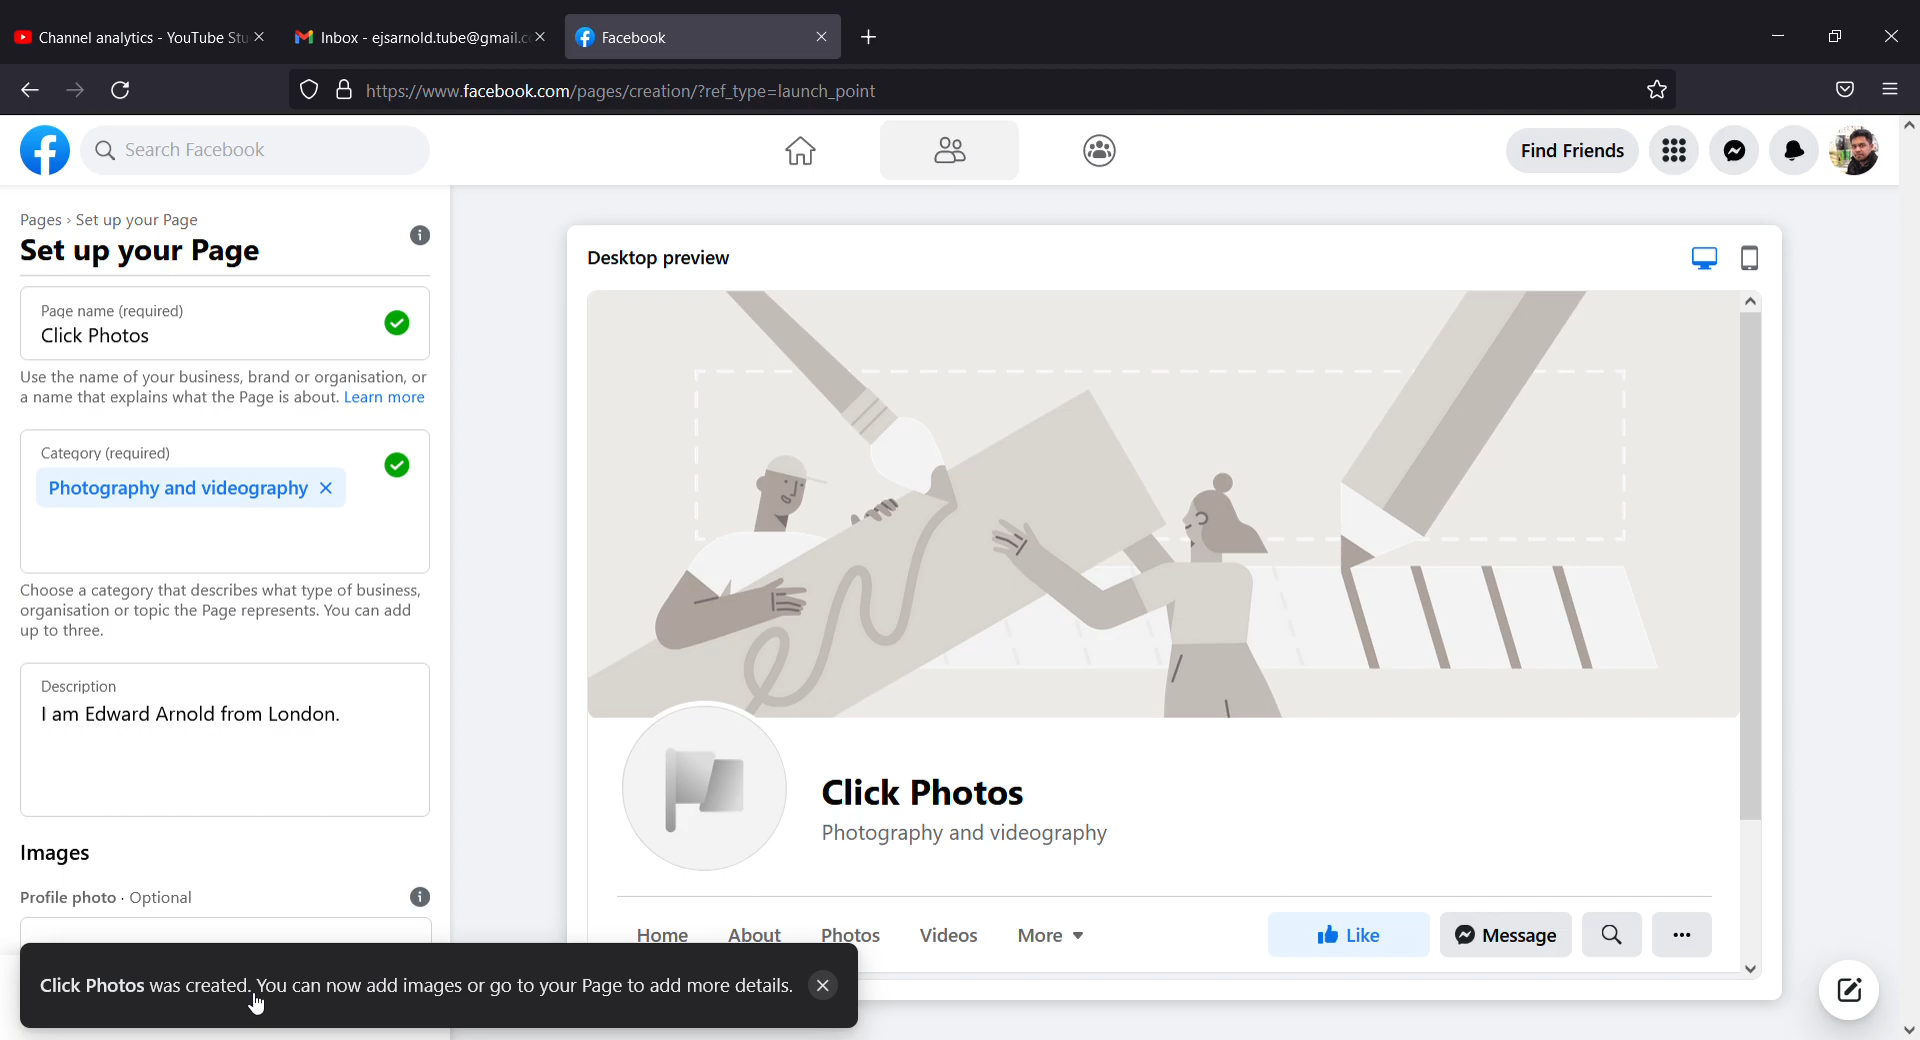 Channel analytics - YouTube Stu
Inbox - ejsarnold.tube@gmail.c
Facebook
https://www.facebook.com/pages/creation/?ref_type=launch_point
Search Facebook
Find Friends
Pages › Set up your Page
Set up your Page
Page name (required)
Click Photos
Use the name of your business, brand or organisation, or
a name that explains what the Page is about. Learn more
Category (required)
Photography and videography
Choose a category that describes what type of business,
organisation or topic the Page represents. You can add
up to three.
Description
I am Edward Arnold from London.
Images
Profile photo · Optional
Click Photos was created. You can now add images or go to your Page to add more details.
Desktop preview
Click Photos
Photography and videography
Home About Photos Videos More
Like Message